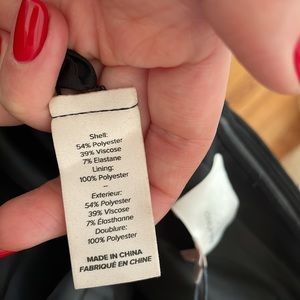 Shell:
54% Polyester
39% Viscose
7% Elastane
Lining:
100% Polyester
--
Exterieur:
54% Polyester
39% Viscose
7% Élasthanne
Doublure:
100% Polyester
MADE IN CHINA
FABRIQUÉ EN CHINE